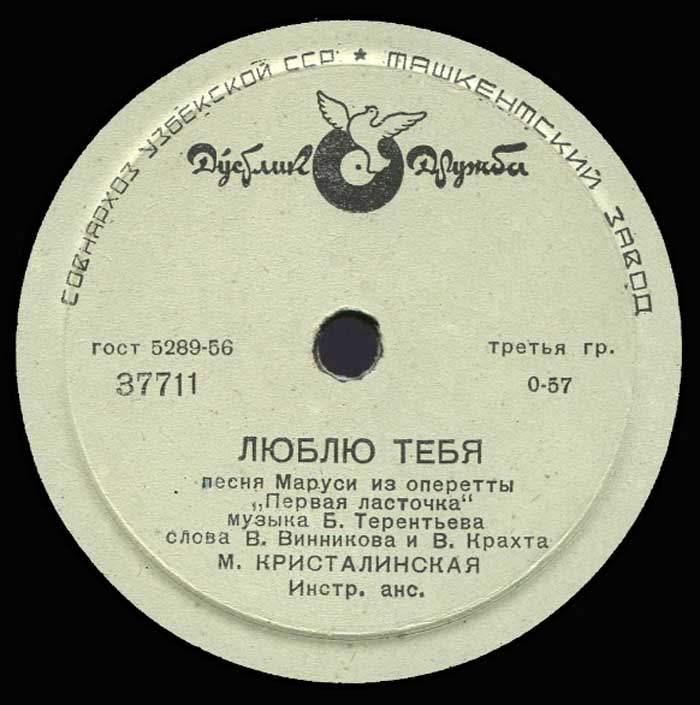 СОВНАРХОЗ УЗБЕКСКОЙ ССР * ТАШКЕНТСКИЙ ЗАВОД
Дӯстлик Дружба
гост 5289-56 третья гр.
37711 0-57
ЛЮБЛЮ ТЕБЯ
песня Маруси из оперетты
„Первая ласточка"
музыка Б. Терентьева
слова В. Винникова и В. Крахта
М. КРИСТАЛИНСКАЯ
Инстр. анс.